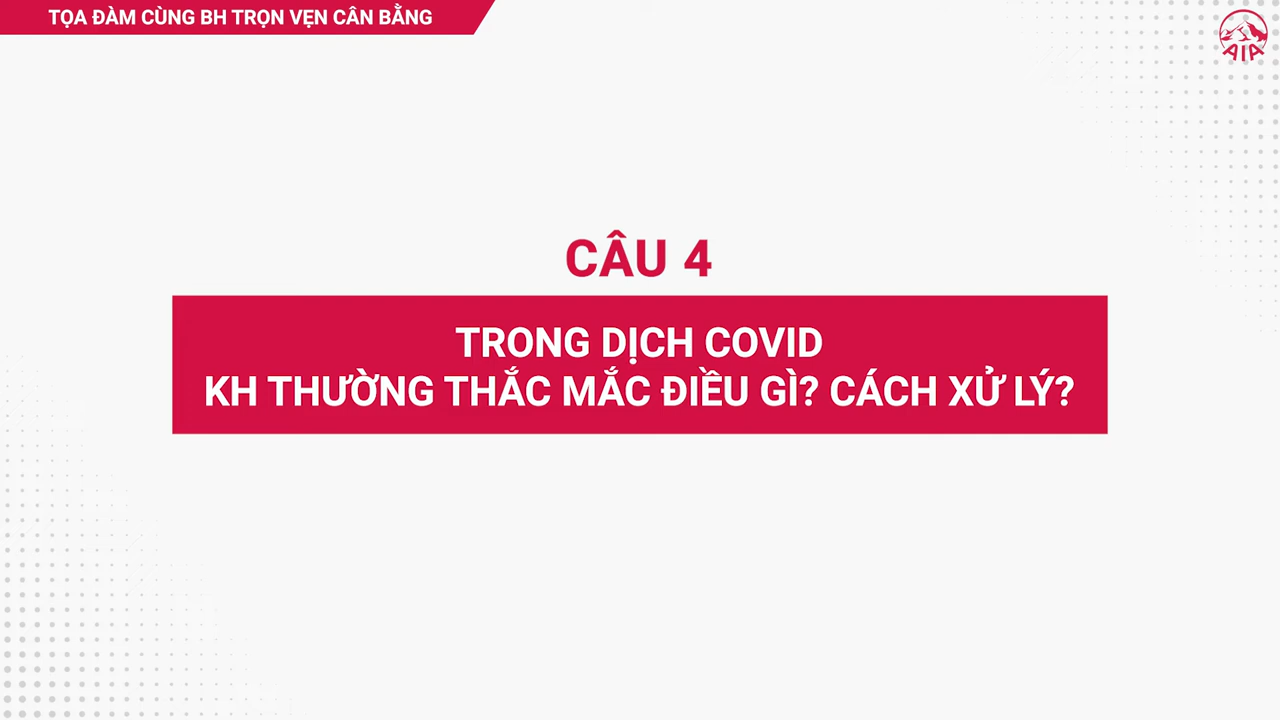 TỌA ĐÀM CÙNG BH TRỌN VẸN CÂN BẰNG
AIA
CÂU 4
TRONG DỊCH COVID
KH THƯỜNG THẮC MẮC ĐIỀU GÌ? CÁCH XỬ LÝ?